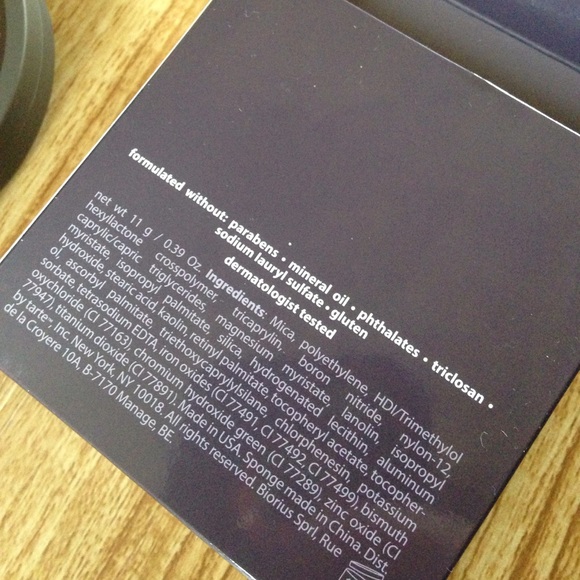 formulated without: parabens • mineral oil • phthalates • triclosan •
sodium lauryl sulfate • gluten
dermatologist tested
net wt 11 g / 0.39 Oz. Ingredients: Mica, polyethylene, HDI/Trimethylol
hexyllactone crosspolymer, tricaprylin, boron nitride, nylon-12,
caprylic/capric triglycerides, magnesium myristate, lanolin, isopropyl
myristate, isopropyl palmitate, silica, hydrogenated lecithin, aluminum
hydroxide, stearic acid, kaolin, retinyl palmitate, tocopheryl acetate, tocopher-
ol, ascorbyl palmitate, triethoxycaprylylsilane, chlorphenesin, potassium
sorbate, tetrasodium EDTA, iron oxides (CI 77491, CI 77492, CI 77499), bismuth
oxychloride (CI 77163), chromium hydroxide green (CI 77289), zinc oxide, (CI
77947), titanium dioxide (CI 77891). Made in USA. Sponge made in China. Dist.
by tarte™ Inc. New York, NY 10018. All rights reserved. Biorius Sprl, Rue
de la Croyere 10A, B-7170 Manage, BE.